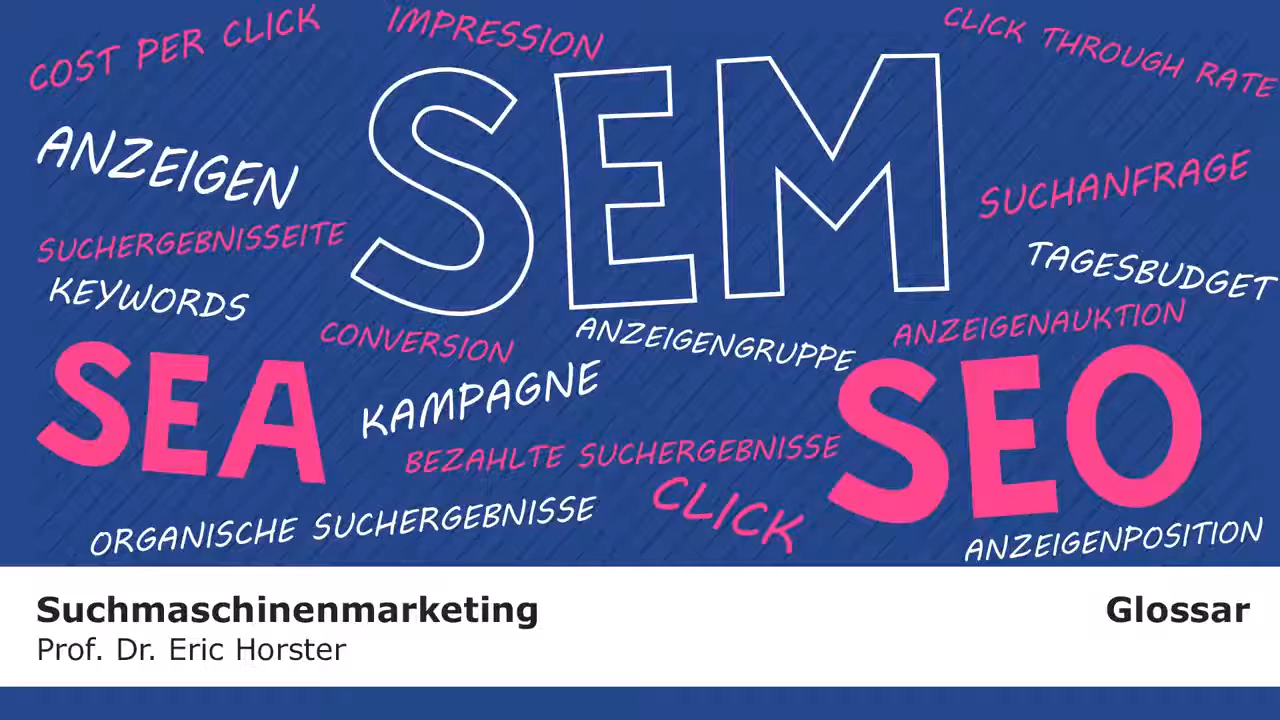 COST PER CLICK
IMPRESSION
CLICK THROUGH RATE
SEM
ANZEIGEN
SUCHANFRAGE
SUCHERGEBNISSEITE
TAGESBUDGET
KEYWORDS
CONVERSION
ANZEIGENGRUPPE
ANZEIGENAUKTION
SEA
KAMPAGNE
SEO
BEZAHLTE SUCHERGEBNISSE
CLICK
ORGANISCHE SUCHERGEBNISSE
ANZEIGENPOSITION
Suchmaschinenmarketing
Glossar
Prof. Dr. Eric Horster